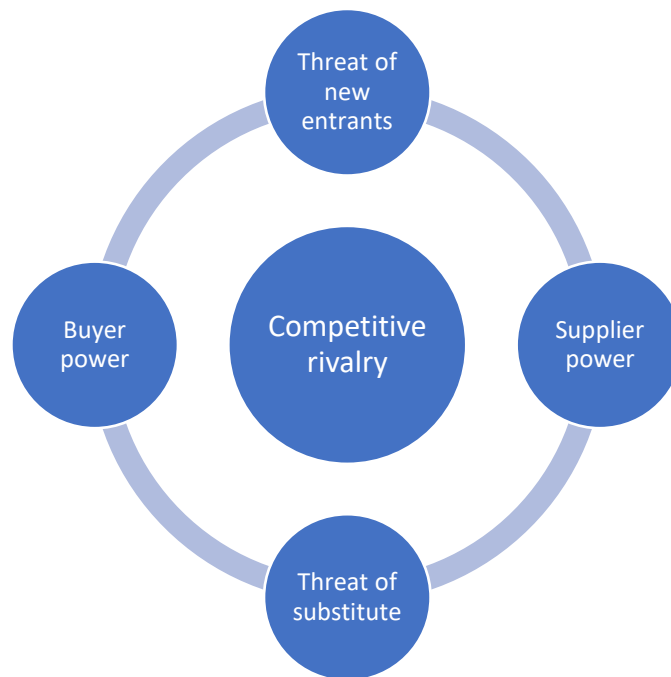 Threat of
new
entrants
Buyer
power
Competitive
rivalry
Supplier
power
Threat of
substitute